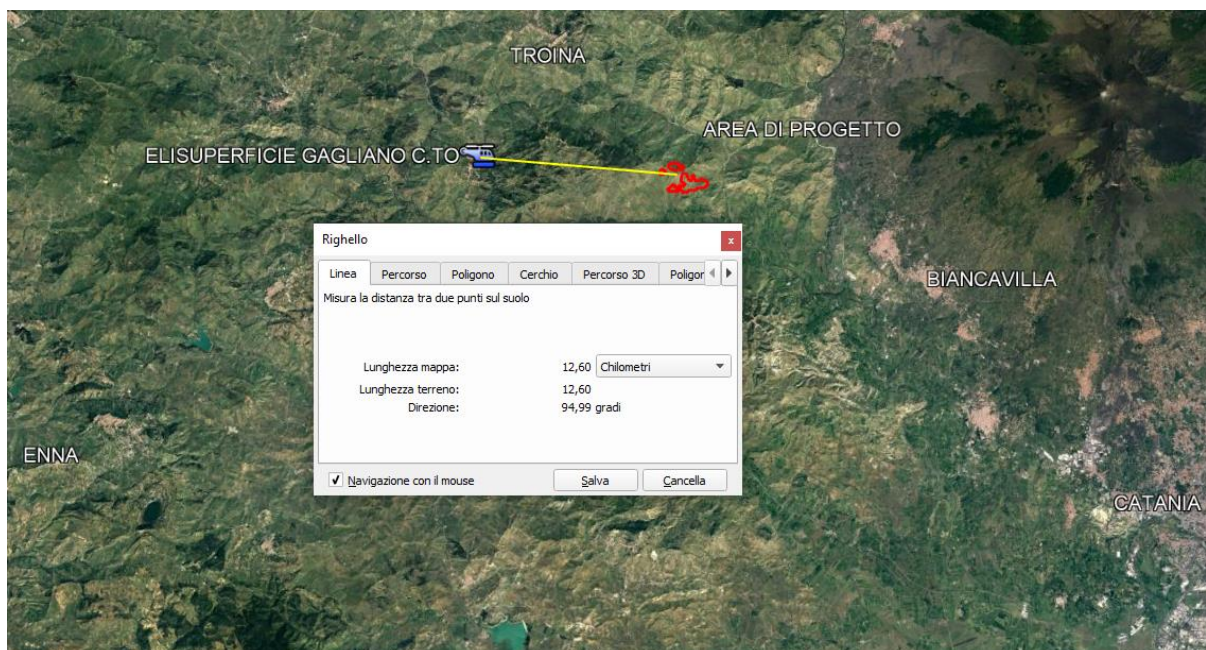 TROINA
AREA DI PROGETTO
ELISUPERFICIE GAGLIANO C.TO
Righello
x
Linea Percorso Poligono Cerchio Percorso 3D Poligor
Misura la distanza tra due punti sul suolo
Lunghezza mappa: 12,60 Chilometri
Lunghezza terreno: 12,60
Direzione: 94,99 gradi
Navigazione con il mouse Salva Cancella
BIANCAVILLA
ENNA
CATANIA